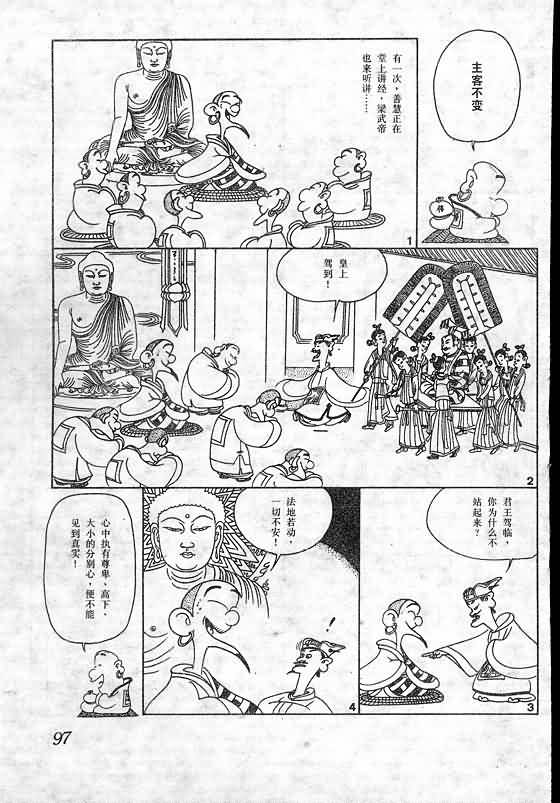 主客不变
有一次，善慧正在
堂上讲经，梁武帝
也来听讲……
1
皇上
驾到！
2
君王驾临，
你为什么不
站起来？
3
法地若动，
一切不安！
!
4
心中执有尊卑、高下、
大小的分别心，便不能
见到真实！
97